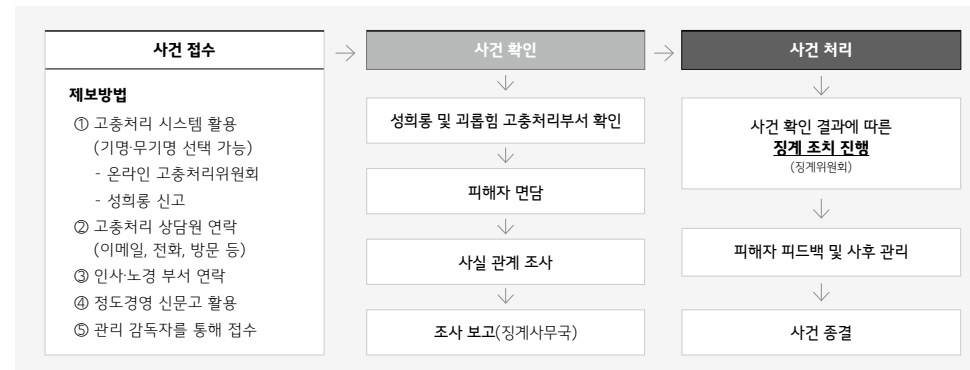 사건 접수
제보방법
① 고충처리 시스템 활용
(기명·무기명 선택 가능)
- 온라인 고충처리위원회
- 성희롱 신고
② 고충처리 상담원 연락
(이메일, 전화, 방문 등)
③ 인사·노경 부서 연락
④ 정도경영 신문고 활용
⑤ 관리 감독자를 통해 접수
사건 확인
성희롱 및 괴롭힘 고충처리부서 확인
피해자 면담
사실 관계 조사
조사 보고(징계사무국)
사건 처리
사건 확인 결과에 따른
징계 조치 진행
(징계위원회)
피해자 피드백 및 사후 관리
사건 종결